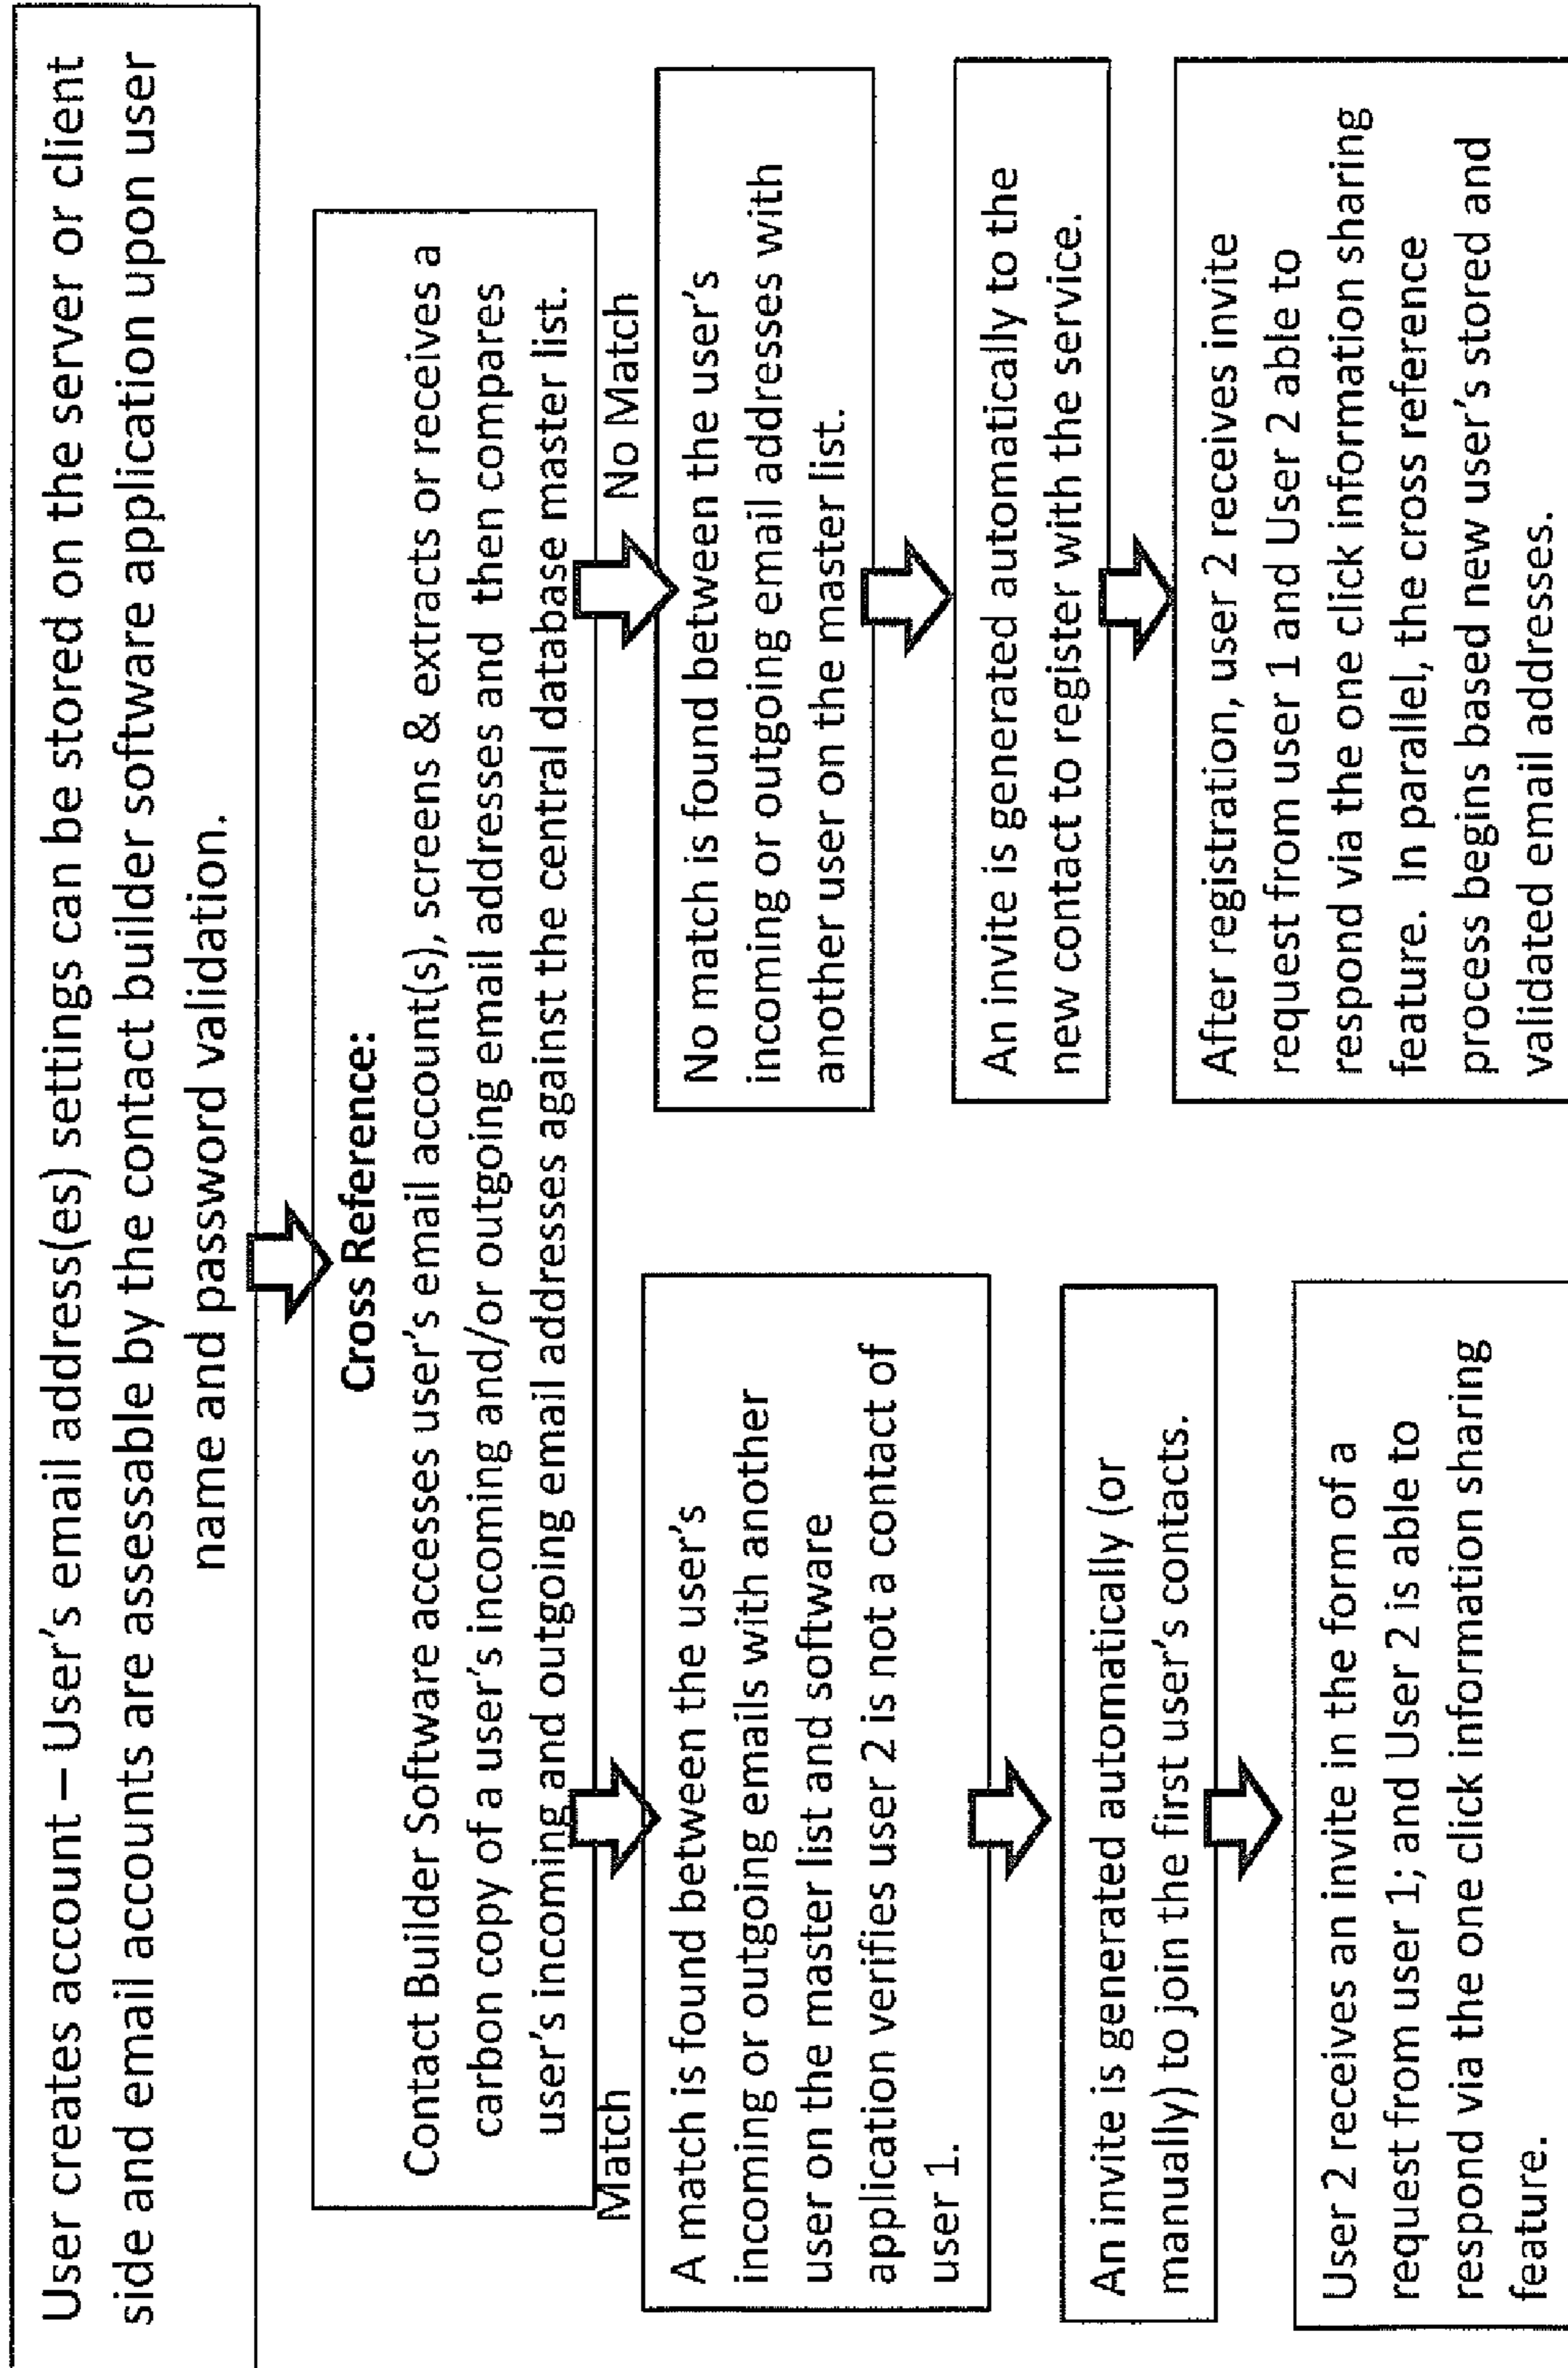 User creates account – User's email address(es) settings can be stored on the server or client
side and email accounts are assessable by the contact builder software application upon user
name and password validation.
Cross Reference:
Contact Builder Software accesses user's email account(s), screens & extracts or receives a
carbon copy of a user's incoming and/or outgoing email addresses and then compares
user's incoming and outgoing email addresses against the central database master list.
Match
A match is found between the user's
incoming or outgoing emails with another
user on the master list and software
application verifies user 2 is not a contact of
user 1.
An invite is generated automatically (or
manually) to join the first user's contacts.
User 2 receives an invite in the form of a
request from user 1; and User 2 is able to
respond via the one click information sharing
feature.
No Match
No match is found between the user's
incoming or outgoing email addresses with
another user on the master list.
An invite is generated automatically to the
new contact to register with the service.
After registration, user 2 receives invite
request from user 1 and User 2 able to
respond via the one click information sharing
feature. In parallel, the cross reference
process begins based new user's stored and
validated email addresses.